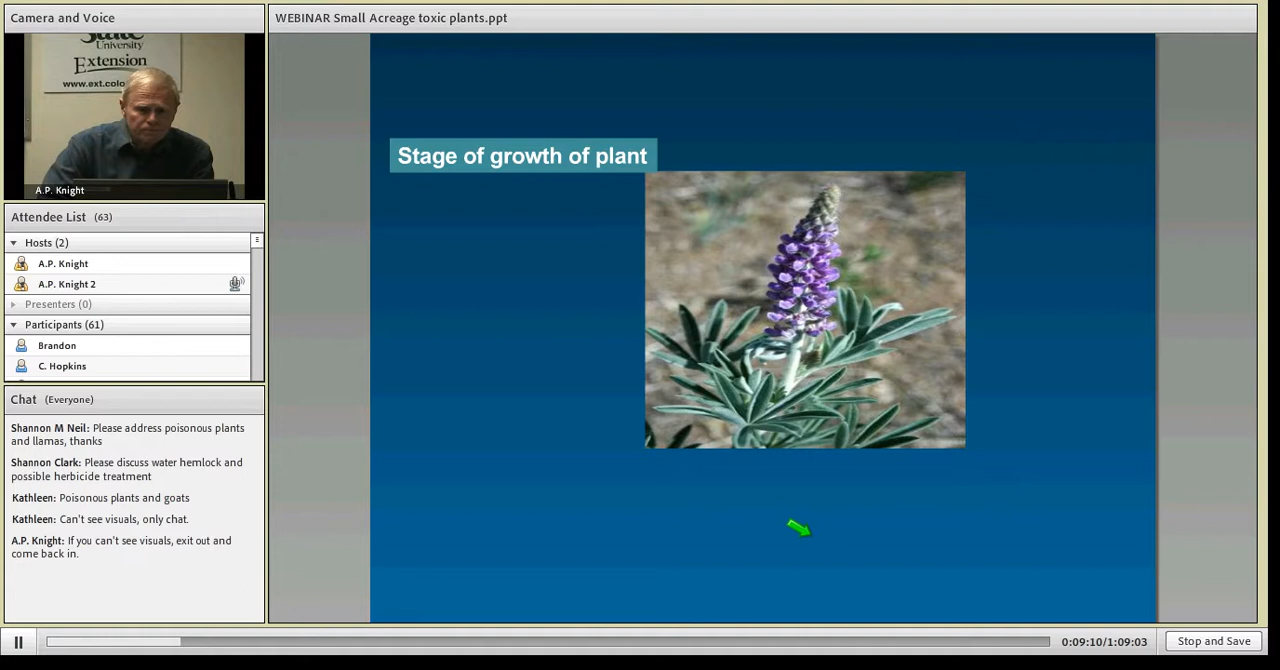 Camera and Voice
State
University
Extension
www.ext.colo
A.P. Knight
Attendee List (63)
Hosts (2)
A.P. Knight
A.P. Knight 2
Presenters (0)
Participants (61)
Brandon
C. Hopkins
Chat (Everyone)
Shannon M Neil: Please address poisonous plants
and llamas, thanks
Shannon Clark: Please discuss water hemlock and
possible herbicide treatment
Kathleen: Poisonous plants and goats
Kathleen: Can't see visuals, only chat.
A.P. Knight: If you can't see visuals, exit out and
come back in.
WEBINAR Small Acreage toxic plants.ppt
Stage of growth of plant
0:09:10/1:09:03
Stop and Save